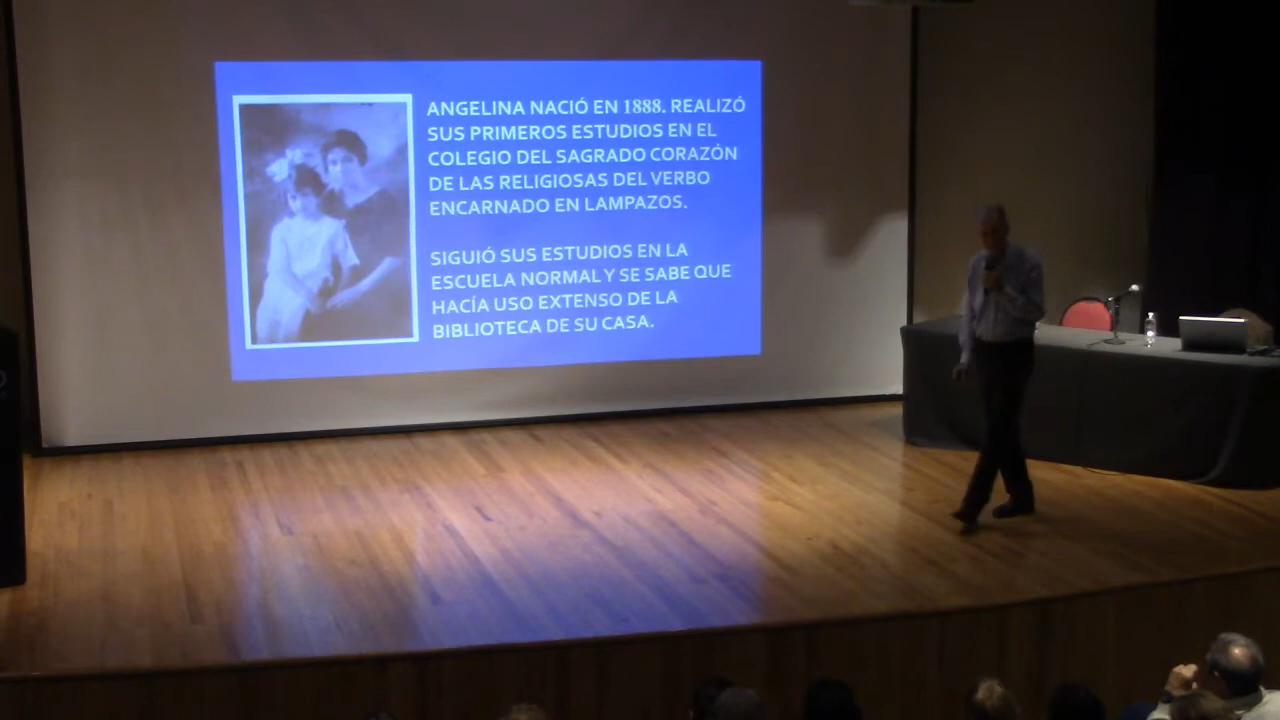 ANGELINA NACIÓ EN 1888. REALIZÓ
SUS PRIMEROS ESTUDIOS EN EL
COLEGIO DEL SAGRADO CORAZÓN
DE LAS RELIGIOSAS DEL VERBO
ENCARNADO EN LAMPAZOS.
SIGUIÓ SUS ESTUDIOS EN LA
ESCUELA NORMAL Y SE SABE QUE
HACÍA USO EXTENSO DE LA
BIBLIOTECA DE SU CASA.